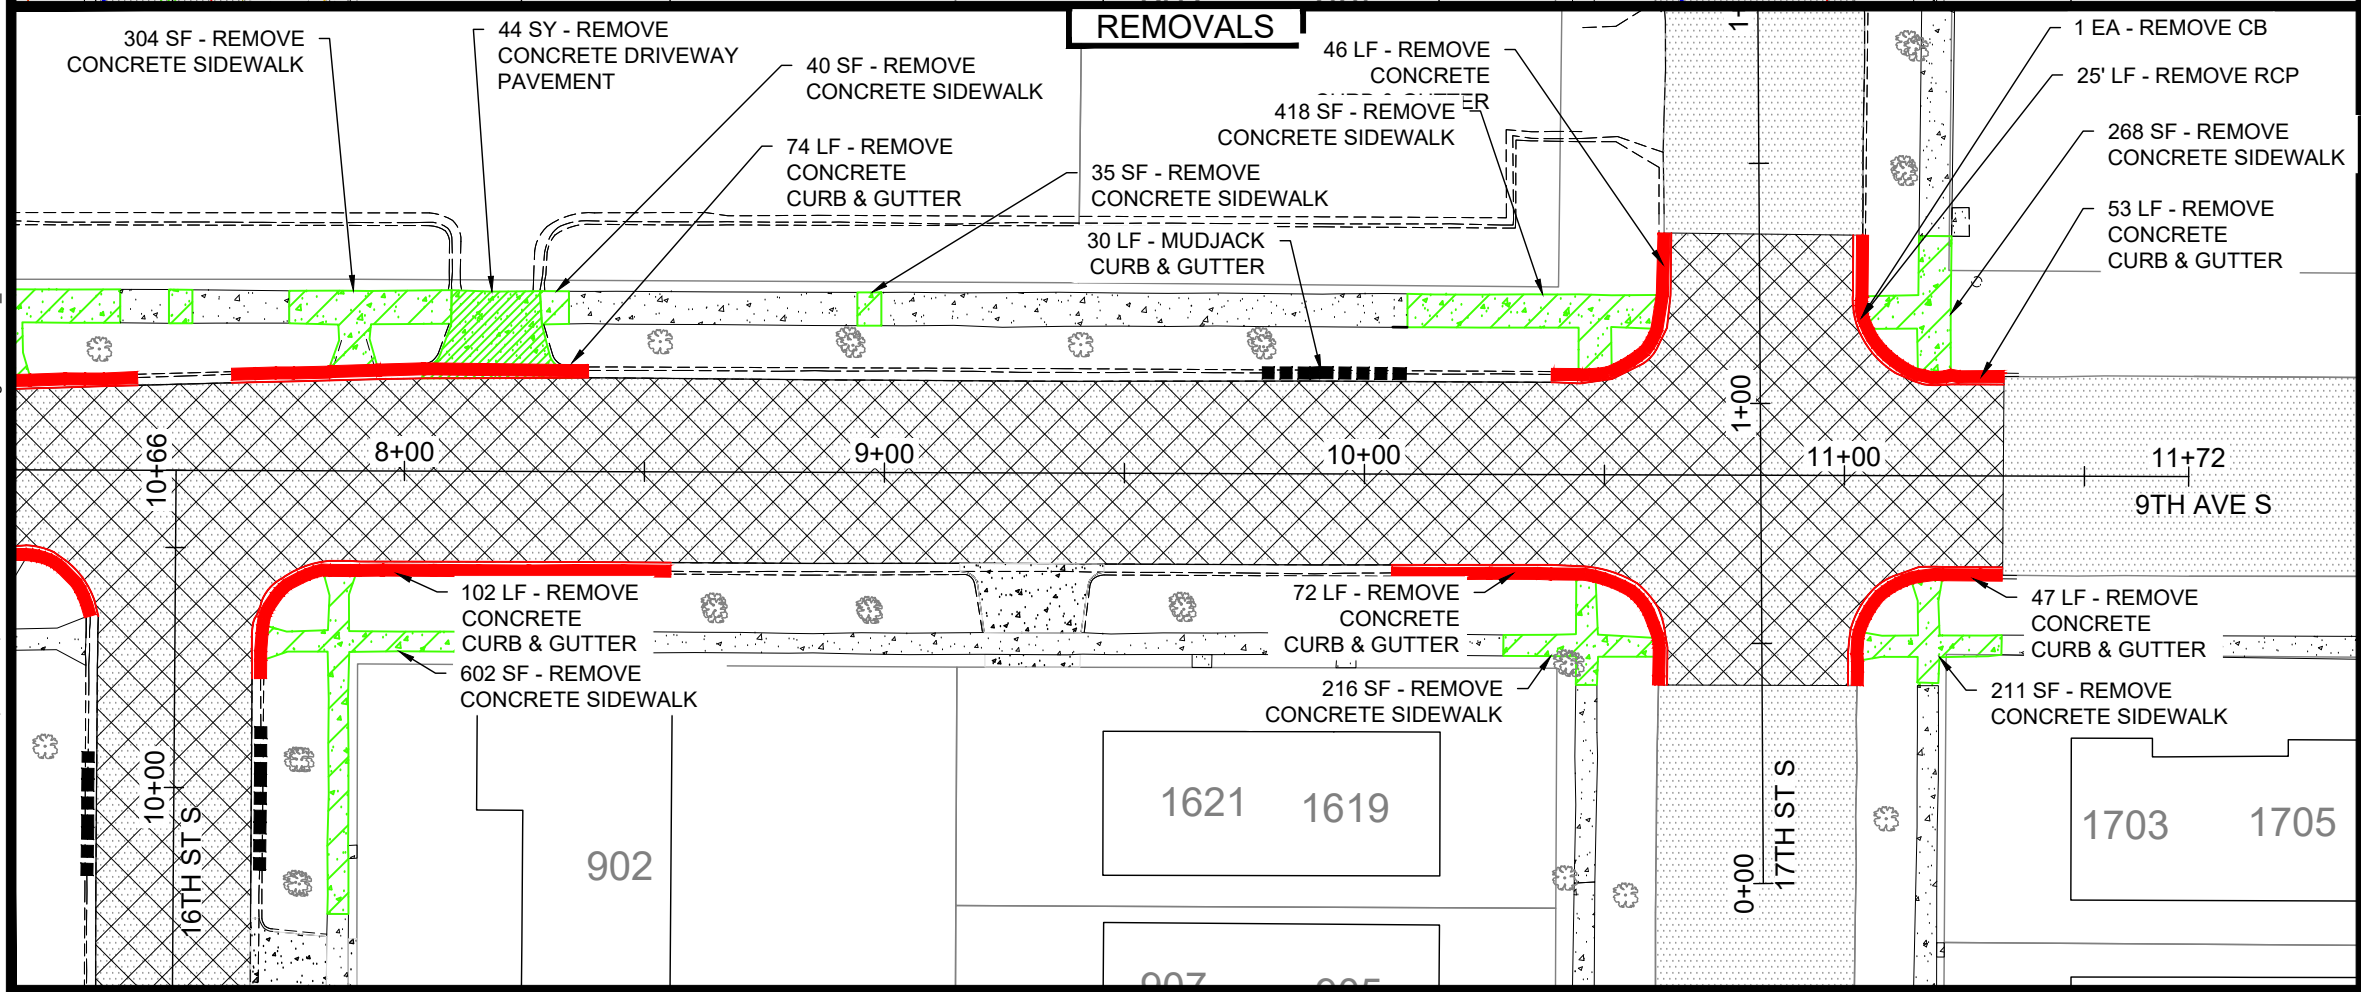 REMOVALS
304 SF - REMOVE
CONCRETE SIDEWALK
44 SY - REMOVE
CONCRETE DRIVEWAY
PAVEMENT
40 SF - REMOVE
CONCRETE SIDEWALK
74 LF - REMOVE
CONCRETE
CURB & GUTTER
35 SF - REMOVE
CONCRETE SIDEWALK
30 LF - MUDJACK
CURB & GUTTER
46 LF - REMOVE
CONCRETE
CURB & GUTTER
418 SF - REMOVE
CONCRETE SIDEWALK
1 EA - REMOVE CB
25' LF - REMOVE RCP
268 SF - REMOVE
CONCRETE SIDEWALK
53 LF - REMOVE
CONCRETE
CURB & GUTTER
1+00
10+66
8+00
9+00
10+00
11+00
11+72
9TH AVE S
102 LF - REMOVE
CONCRETE
CURB & GUTTER
602 SF - REMOVE
CONCRETE SIDEWALK
72 LF - REMOVE
CONCRETE
CURB & GUTTER
216 SF - REMOVE
CONCRETE SIDEWALK
47 LF - REMOVE
CONCRETE
CURB & GUTTER
211 SF - REMOVE
CONCRETE SIDEWALK
10+00
16TH ST S
902
1621 1619
0+00
17TH ST S
1703 1705
907 905